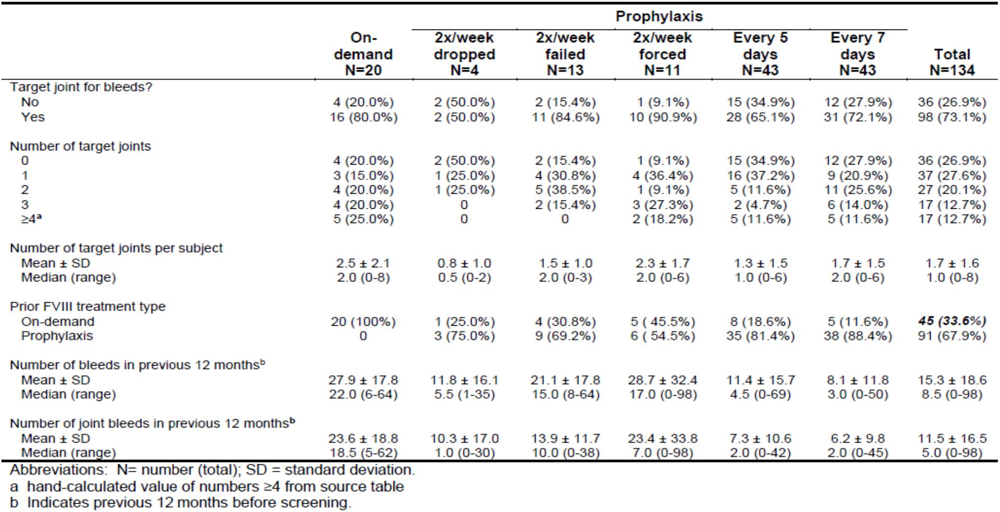 Prophylaxis
On- 2x/week 2x/week 2x/week Every 5 Every 7
demand dropped failed forced days days Total
N=20 N=4 N=13 N=11 N=43 N=43 N=134
Target joint for bleeds?
No 4 (20.0%) 2 (50.0%) 2 (15.4%) 1 (9.1%) 15 (34.9%) 12 (27.9%) 36 (26.9%)
Yes 16 (80.0%) 2 (50.0%) 11 (84.6%) 10 (90.9%) 28 (65.1%) 31 (72.1%) 98 (73.1%)
Number of target joints
0 4 (20.0%) 2 (50.0%) 2 (15.4%) 1 (9.1%) 15 (34.9%) 12 (27.9%) 36 (26.9%)
1 3 (15.0%) 1 (25.0%) 4 (30.8%) 4 (36.4%) 16 (37.2%) 9 (20.9%) 37 (27.6%)
2 4 (20.0%) 1 (25.0%) 5 (38.5%) 1 (9.1%) 5 (11.6%) 11 (25.6%) 27 (20.1%)
3 4 (20.0%) 0 2 (15.4%) 3 (27.3%) 2 (4.7%) 6 (14.0%) 17 (12.7%)
≥4a 5 (25.0%) 0 0 2 (18.2%) 5 (11.6%) 5 (11.6%) 17 (12.7%)
Number of target joints per subject
Mean ± SD 2.5 ± 2.1 0.8 ± 1.0 1.5 ± 1.0 2.3 ± 1.7 1.3 ± 1.5 1.7 ± 1.5 1.7 ± 1.6
Median (range) 2.0 (0-8) 0.5 (0-2) 2.0 (0-3) 2.0 (0-6) 1.0 (0-6) 2.0 (0-6) 1.0 (0-8)
Prior FVIII treatment type
On-demand 20 (100%) 1 (25.0%) 4 (30.8%) 5 ( 45.5%) 8 (18.6%) 5 (11.6%) 45 (33.6%)
Prophylaxis 0 3 (75.0%) 9 (69.2%) 6 ( 54.5%) 35 (81.4%) 38 (88.4%) 91 (67.9%)
Number of bleeds in previous 12 monthsb
Mean ± SD 27.9 ± 17.8 11.8 ± 16.1 21.1 ± 17.8 28.7 ± 32.4 11.4 ± 15.7 8.1 ± 11.8 15.3 ± 18.6
Median (range) 22.0 (6-64) 5.5 (1-35) 15.0 (8-64) 17.0 (0-98) 4.5 (0-69) 3.0 (0-50) 8.5 (0-98)
Number of joint bleeds in previous 12 monthsb
Mean ± SD 23.6 ± 18.8 10.3 ± 17.0 13.9 ± 11.7 23.4 ± 33.8 7.3 ± 10.6 6.2 ± 9.8 11.5 ± 16.5
Median (range) 18.5 (5-62) 1.0 (0-30) 10.0 (0-38) 7.0 (0-98) 2.0 (0-42) 2.0 (0-45) 5.0 (0-98)
Abbreviations: N= number (total); SD = standard deviation.
a hand-calculated value of numbers ≥4 from source table
b Indicates previous 12 months before screening.